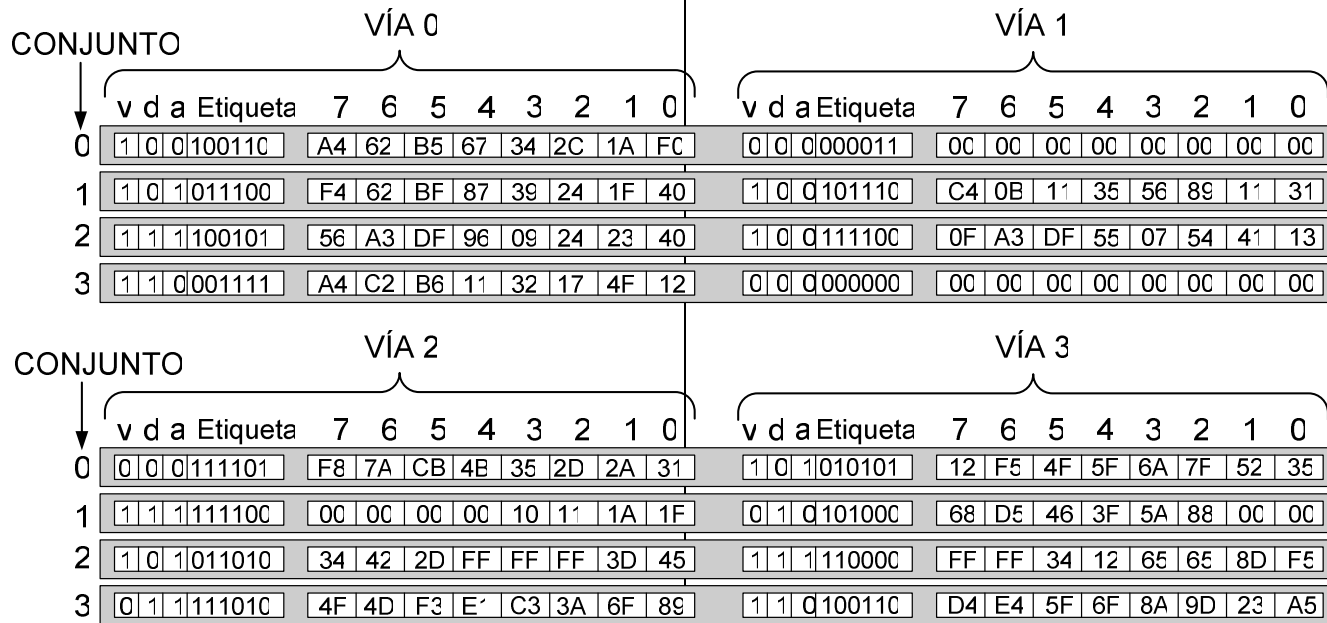 VÍA 0 VÍA 1
CONJUNTO
v d a Etiqueta 7 6 5 4 3 2 1 0 v d a Etiqueta 7 6 5 4 3 2 1 0
0 1 0 0 100110 A4 62 B5 67 34 2C 1A F0 0 0 0 000011 00 00 00 00 00 00 00 00
1 1 0 1 011100 F4 62 BF 87 39 24 1F 40 1 0 0 101110 C4 0B 11 35 56 89 11 31
2 1 1 1 100101 56 A3 DF 96 09 24 23 40 1 0 0 111100 0F A3 DF 55 07 54 41 13
3 1 1 0 001111 A4 C2 B6 11 32 17 4F 12 0 0 0 000000 00 00 00 00 00 00 00 00
VÍA 2 VÍA 3
CONJUNTO
v d a Etiqueta 7 6 5 4 3 2 1 0 v d a Etiqueta 7 6 5 4 3 2 1 0
0 0 0 0 111101 F8 7A CB 4B 35 2D 2A 31 1 0 1 010101 12 F5 4F 5F 6A 7F 52 35
1 1 1 1 111100 00 00 00 00 10 11 1A 1F 0 1 0 101000 68 D5 46 3F 5A 88 00 00
2 1 0 1 011010 34 42 2D FF FF FF 3D 45 1 1 1 110000 FF FF 34 12 65 65 8D F5
3 0 1 1 111010 4F 4D F3 E1 C3 3A 6F 89 1 1 0 100110 D4 E4 5F 6F 8A 9D 23 A5